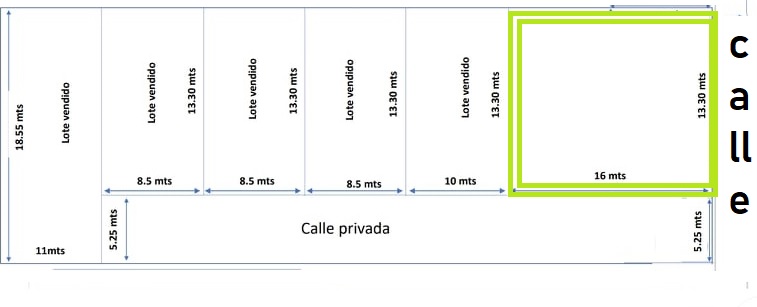 18.55 mts
Lote vendido
11mts
Lote vendido
13.30 mts
8.5 mts
Lote vendido
13.30 mts
8.5 mts
Lote vendido
13.30 mts
8.5 mts
Lote vendido
13.30 mts
10 mts
13.30 mts
16 mts
5.25 mts
Calle privada
5.25 mts
calle